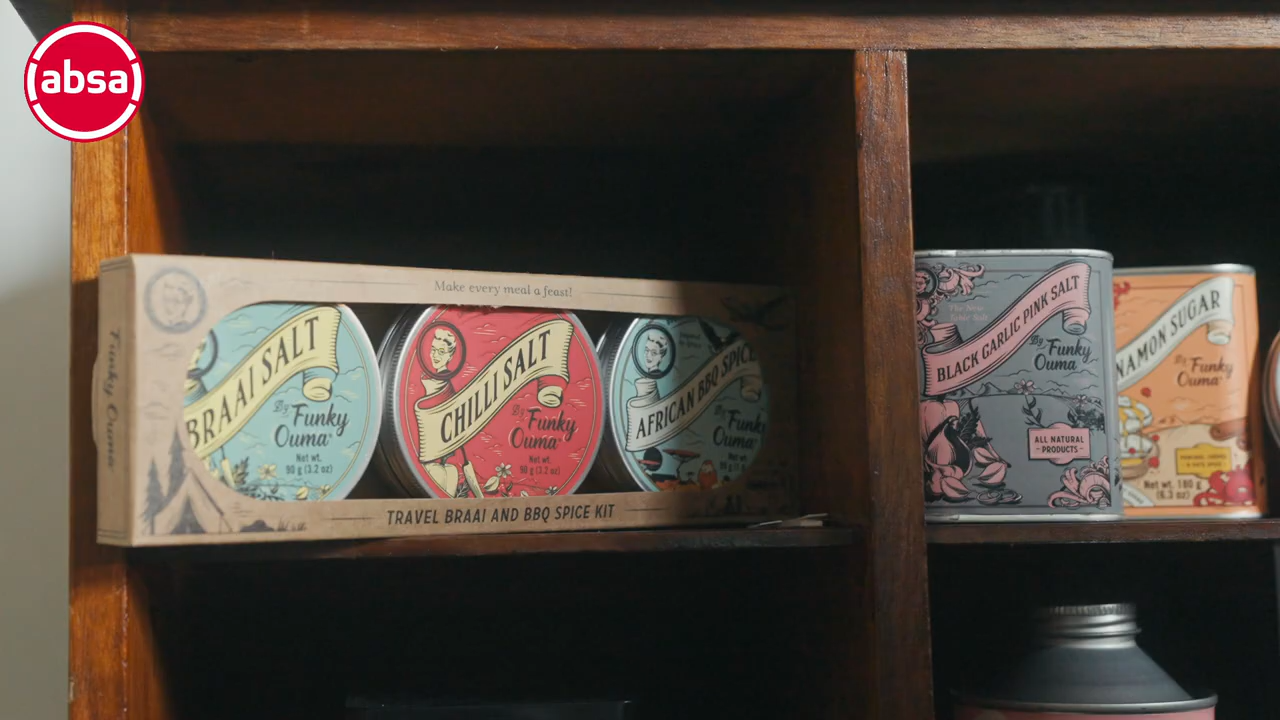 absa
Make every meal a feast!
Funky Ouma
BRAAI SALT
By Funky
Ouma
Net wt.
90 g (3.2 oz)
CHILLI SALT
By Funky
Ouma
Net wt.
90 g (3.2 oz)
AFRICAN BBQ SPICE
By Funky
Ouma
Net wt.
TRAVEL BRAAI AND BBQ SPICE KIT
BLACK GARLIC PINK SALT
By Funky
Ouma
ALL NATURAL
PRODUCTS
NAMON SUGAR
By Funky
Ouma
Net wt. 180 g
(6.3 oz)